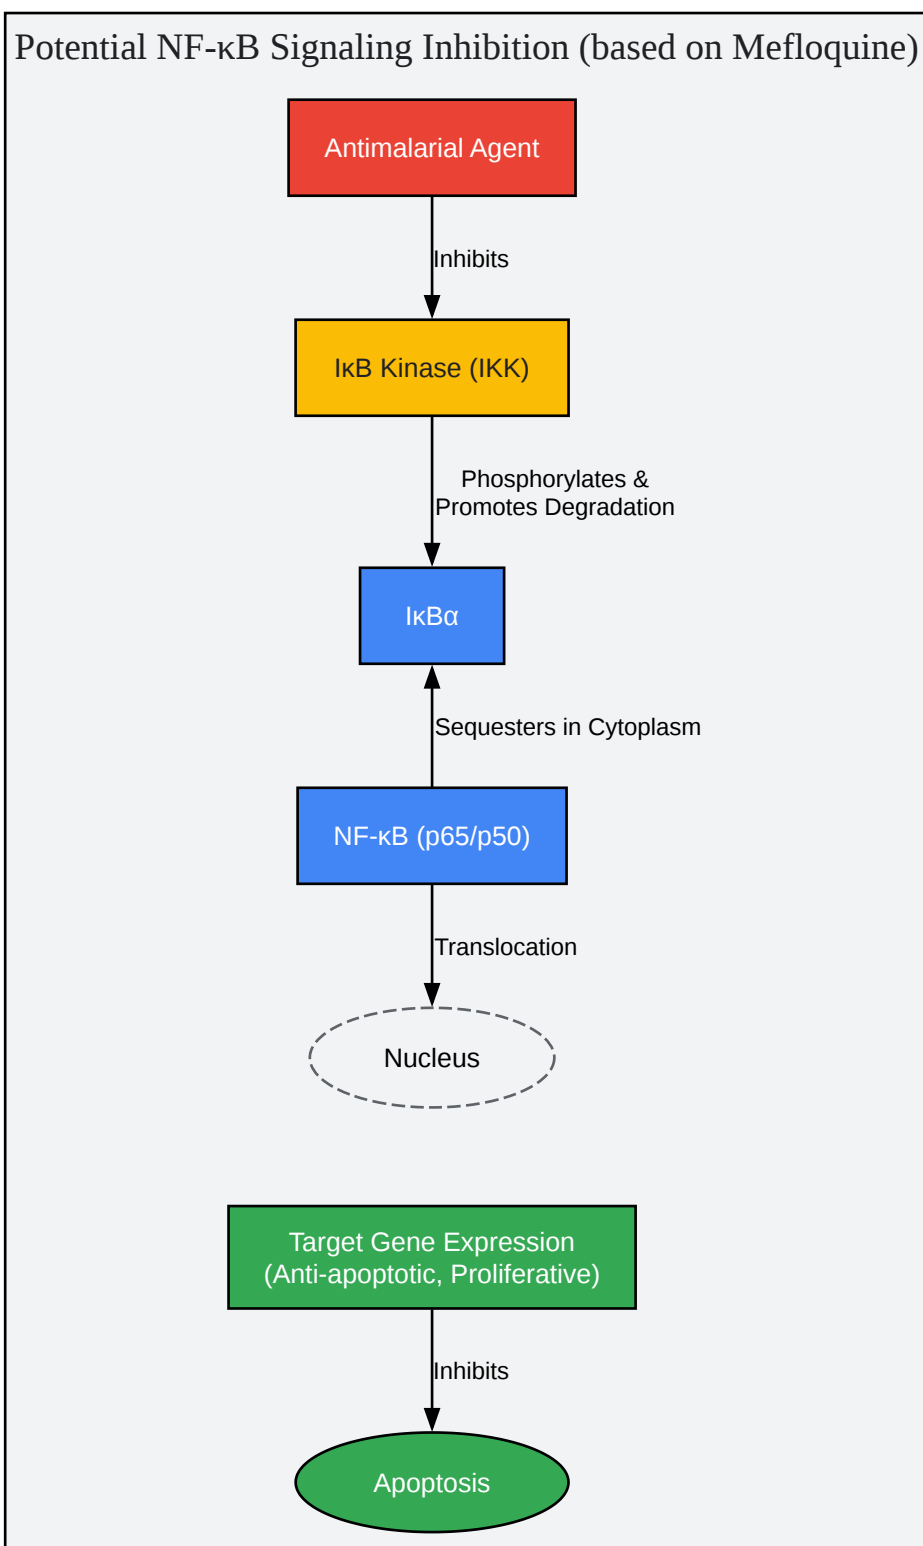 Potential NF-κB Signaling Inhibition (based on Mefloquine)
Antimalarial Agent
Inhibits
IκB Kinase (IKK)
Phosphorylates &
Promotes Degradation
IκBα
Sequesters in Cytoplasm
NF-κB (p65/p50)
Translocation
Nucleus
Target Gene Expression
(Anti-apoptotic, Proliferative)
Inhibits
Apoptosis